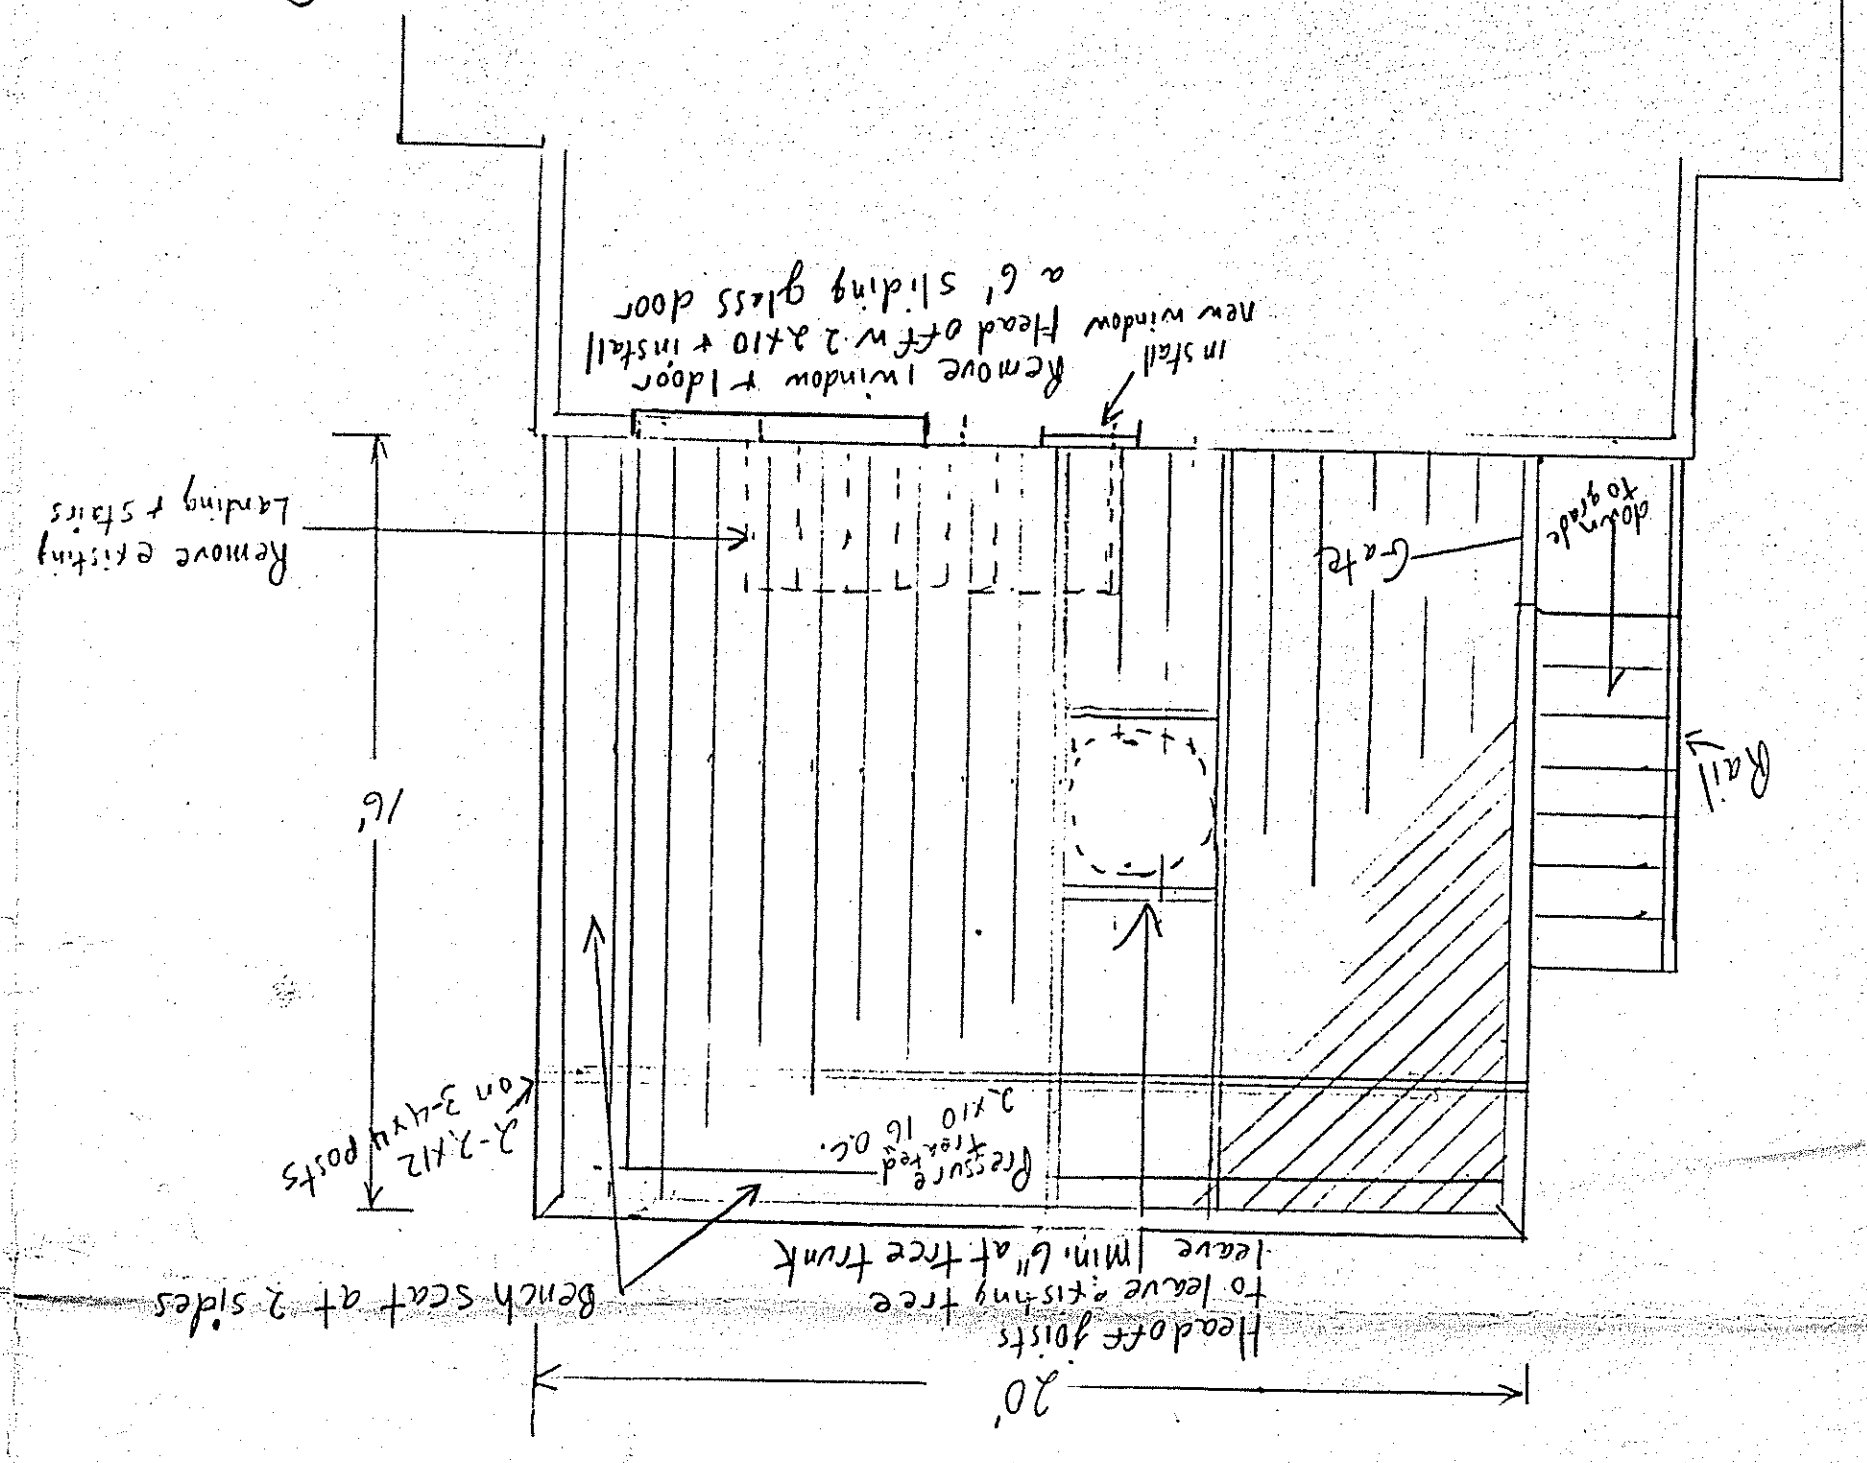 20'
Head off joists
to leave existing tree
leave min. 6" at tree trunk
Bench seat at 2 sides
2-2x12
on 3-4x4 posts
Pressure
treated
2x10 16 o.c.
Rail
16'
Gate
down
to grade
Remove existing
Landing & stairs
install
new window
Remove 1 window & 1 door
Head off w. 2 2x10 & install
a 6' sliding glass door